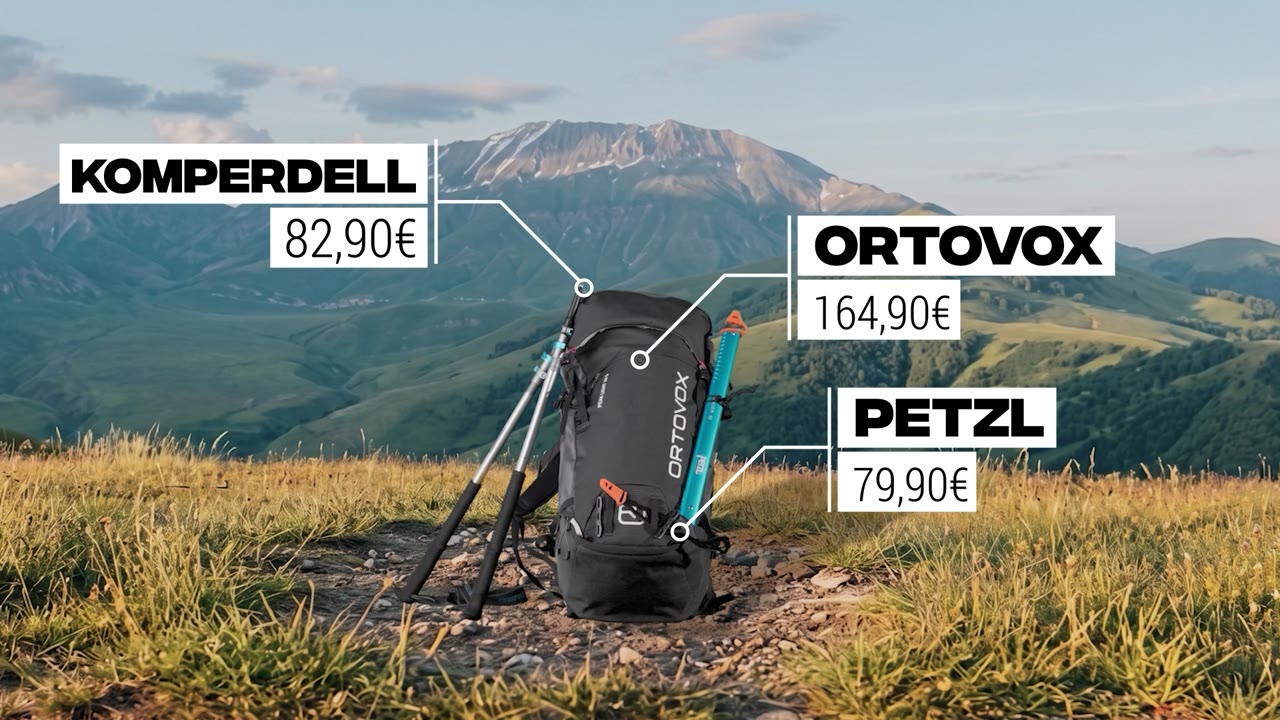 KOMPERDELL
82,90€
ORTOVOX
164,90€
PETZL
79,90€
ORTOVOX